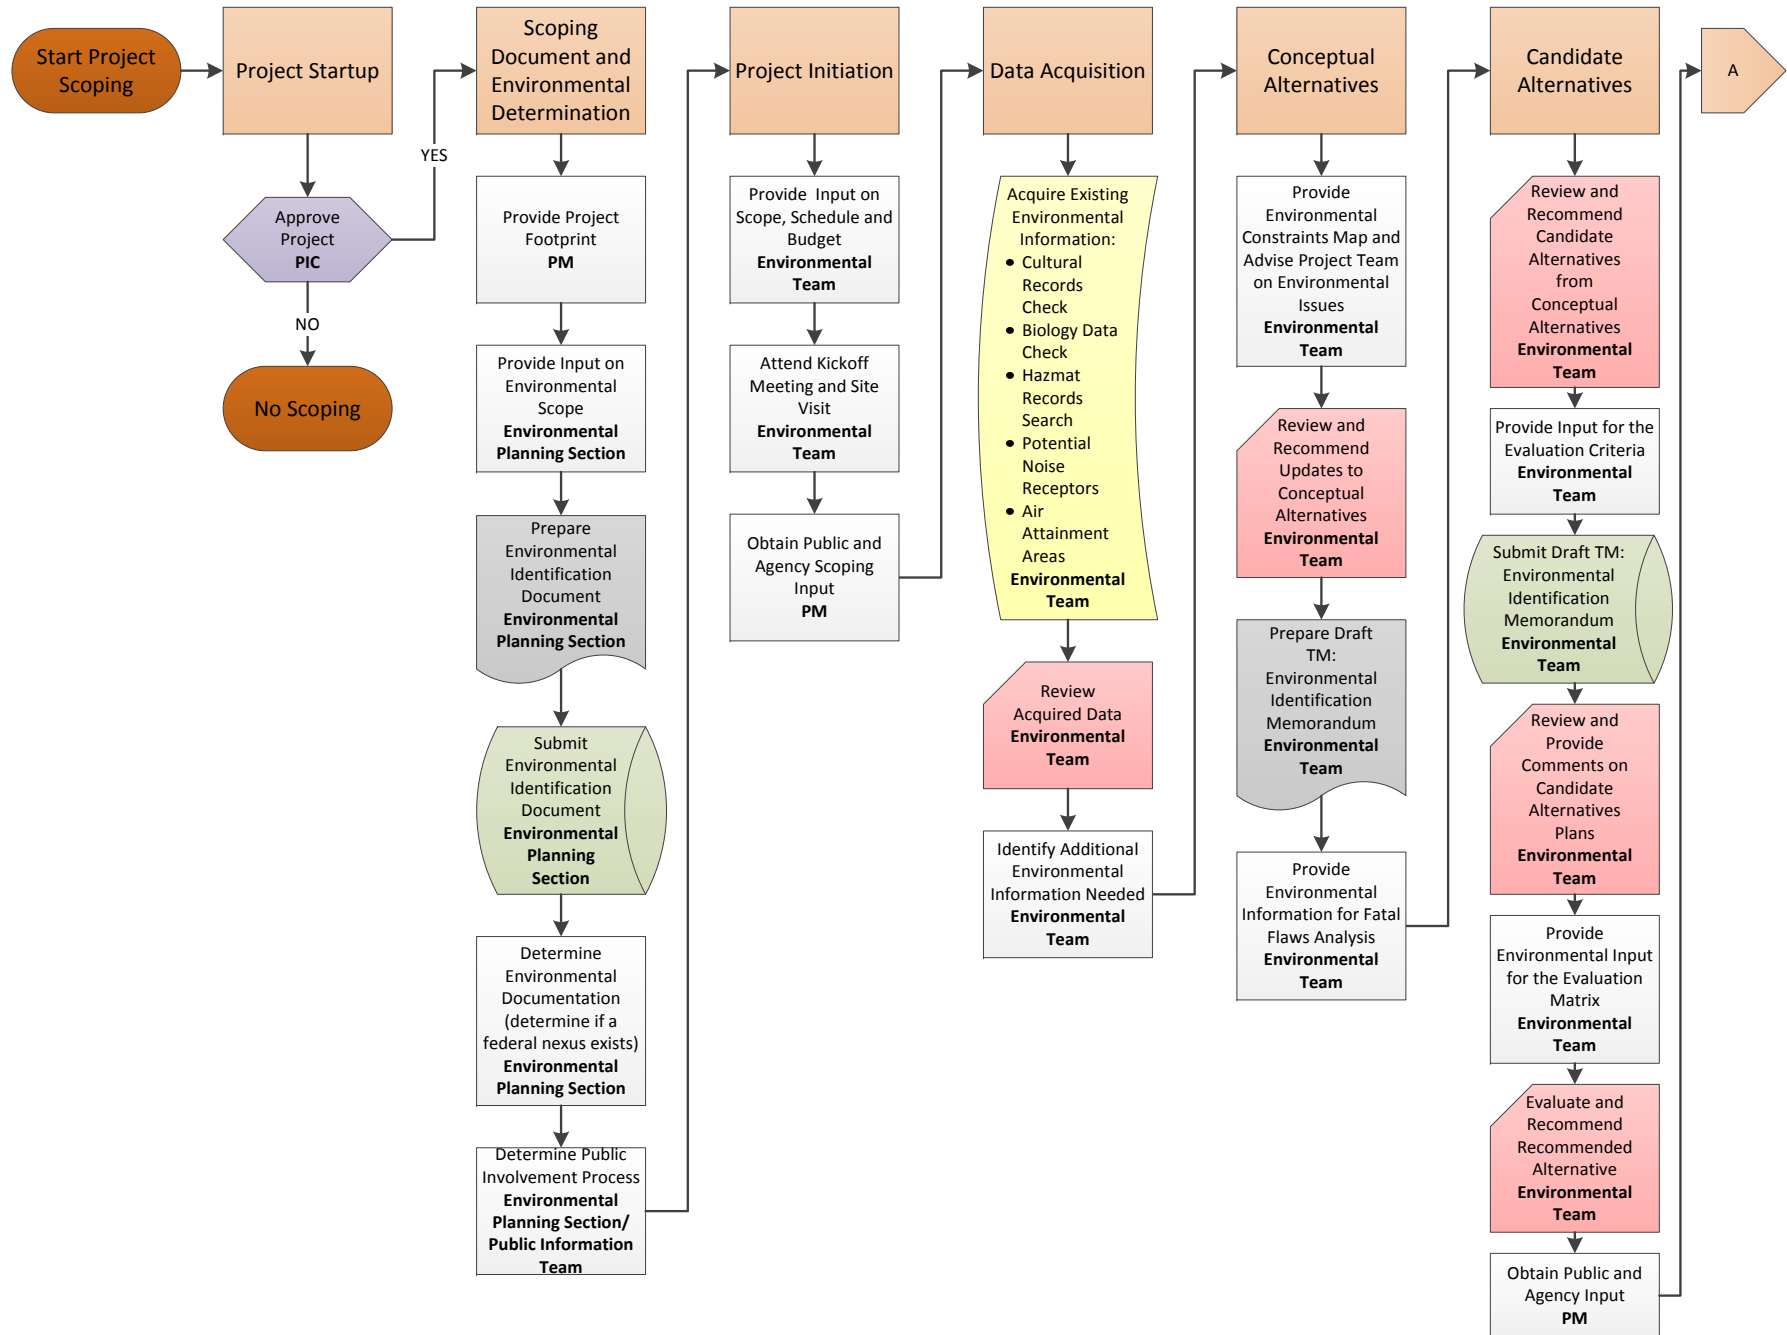 Start Project
Scoping
Project Startup
YES
Approve
Project
PIC
NO
No Scoping
Scoping
Document and
Environmental
Determination
Provide Project
Footprint
PM
Provide Input on
Environmental
Scope
Environmental
Planning Section
Prepare
Environmental
Identification
Document
Environmental
Planning Section
Submit
Environmental
Identification
Document
Environmental
Planning
Section
Determine
Environmental
Documentation
(determine if a
federal nexus exists)
Environmental
Planning Section
Determine Public
Involvement Process
Environmental
Planning Section/
Public Information
Team
Project Initiation
Provide Input on
Scope, Schedule and
Budget
Environmental
Team
Attend Kickoff
Meeting and Site
Visit
Environmental
Team
Obtain Public and
Agency Scoping
Input
PM
Data Acquisition
Acquire Existing
Environmental
Information:
• Cultural
Records
Check
• Biology Data
Check
• Hazmat
Records
Search
• Potential
Noise
Receptors
• Air
Attainment
Areas
Environmental
Team
Review
Acquired Data
Environmental
Team
Identify Additional
Environmental
Information Needed
Environmental
Team
Conceptual
Alternatives
Provide
Environmental
Constraints Map and
Advise Project Team
on Environmental
Issues
Environmental
Team
Review and
Recommend
Updates to
Conceptual
Alternatives
Environmental
Team
Prepare Draft
TM:
Environmental
Identification
Memorandum
Environmental
Team
Provide
Environmental
Information for Fatal
Flaws Analysis
Environmental
Team
Candidate
Alternatives
Review and
Recommend
Candidate
Alternatives
from
Conceptual
Alternatives
Environmental
Team
Provide Input for the
Evaluation Criteria
Environmental
Team
Submit Draft TM:
Environmental
Identification
Memorandum
Environmental
Team
Review and
Provide
Comments on
Candidate
Alternatives
Plans
Environmental
Team
Provide
Environmental Input
for the Evaluation
Matrix
Environmental
Team
Evaluate and
Recommend
Recommended
Alternative
Environmental
Team
Obtain Public and
Agency Input
PM
A